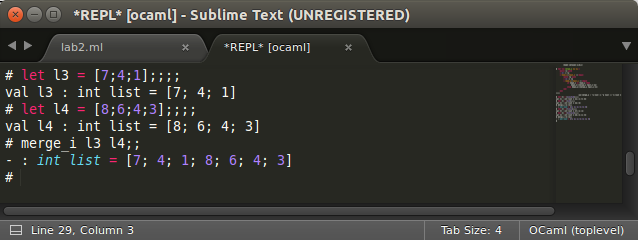 *REPL* [ocaml] - Sublime Text (UNREGISTERED)
lab2.ml
*REPL* [ocaml]
# let l3 = [7;4;1];;;;
val l3 : int list = [7; 4; 1]
# let l4 = [8;6;4;3];;;;
val l4 : int list = [8; 6; 4; 3]
# merge_i l3 l4;;
- : int list = [7; 4; 1; 8; 6; 4; 3]
#
Line 29, Column 3
Tab Size: 4
OCaml (toplevel)